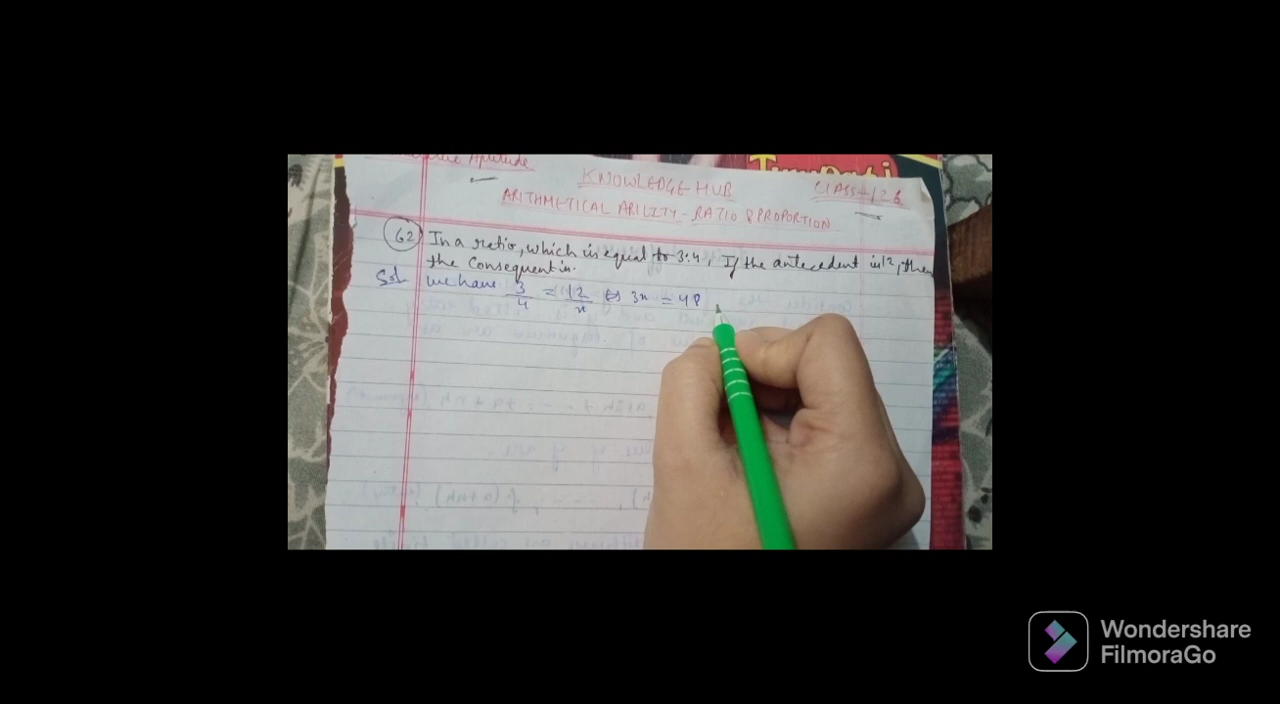 Aptitude
KNOWLEDGE HUB
CLASS-126
ARITHMETICAL ABILITY - RATIO & PROPORTION
62 In a ratio, which is equal to 3:4, If the antecedent is 12, then
the Consequent is.
Sol. we have 3/4 = 12/x ⇔ 3x = 48
Wondershare
FilmoraGo